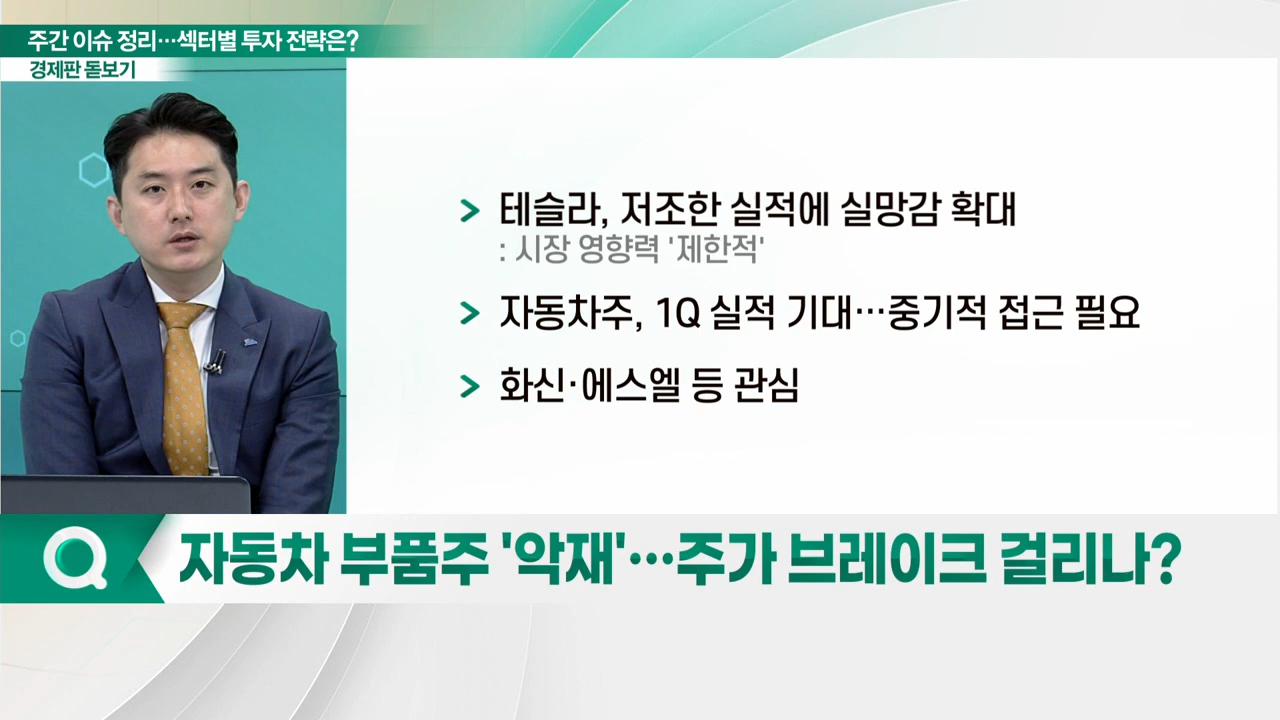 주간 이슈 정리…섹터별 투자 전략은?
경제판 돋보기
> 테슬라, 저조한 실적에 실망감 확대
: 시장 영향력 '제한적'
> 자동차주, 1Q 실적 기대…중기적 접근 필요
> 화신·에스엘 등 관심
Q 자동차 부품주 '악재'…주가 브레이크 걸리나?